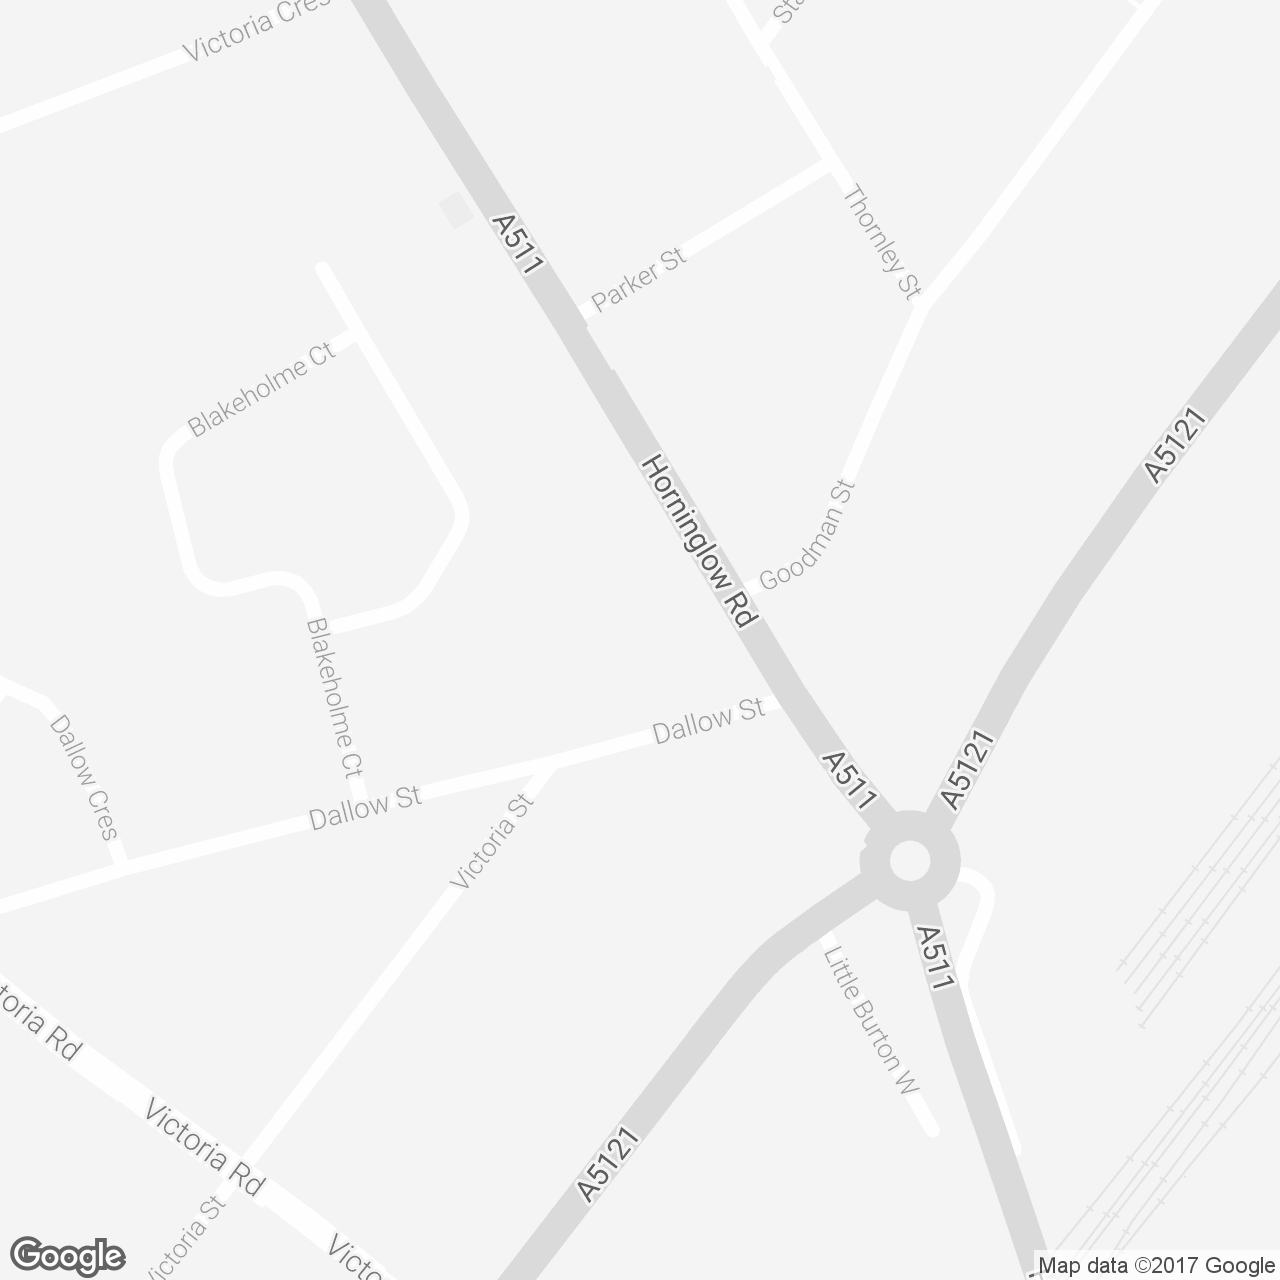 Victoria Cres
A511
Thornley St
Parker St
Blakeholme Ct
A5121
Horninglow Rd
Goodman St
Blakeholme Ct
Dallow St
Dallow Cres
A511
A5121
Dallow St
Victoria St
A511
Little Burton W
Victoria Rd
A5121
Victoria St
Google
Map data ©2017 Google